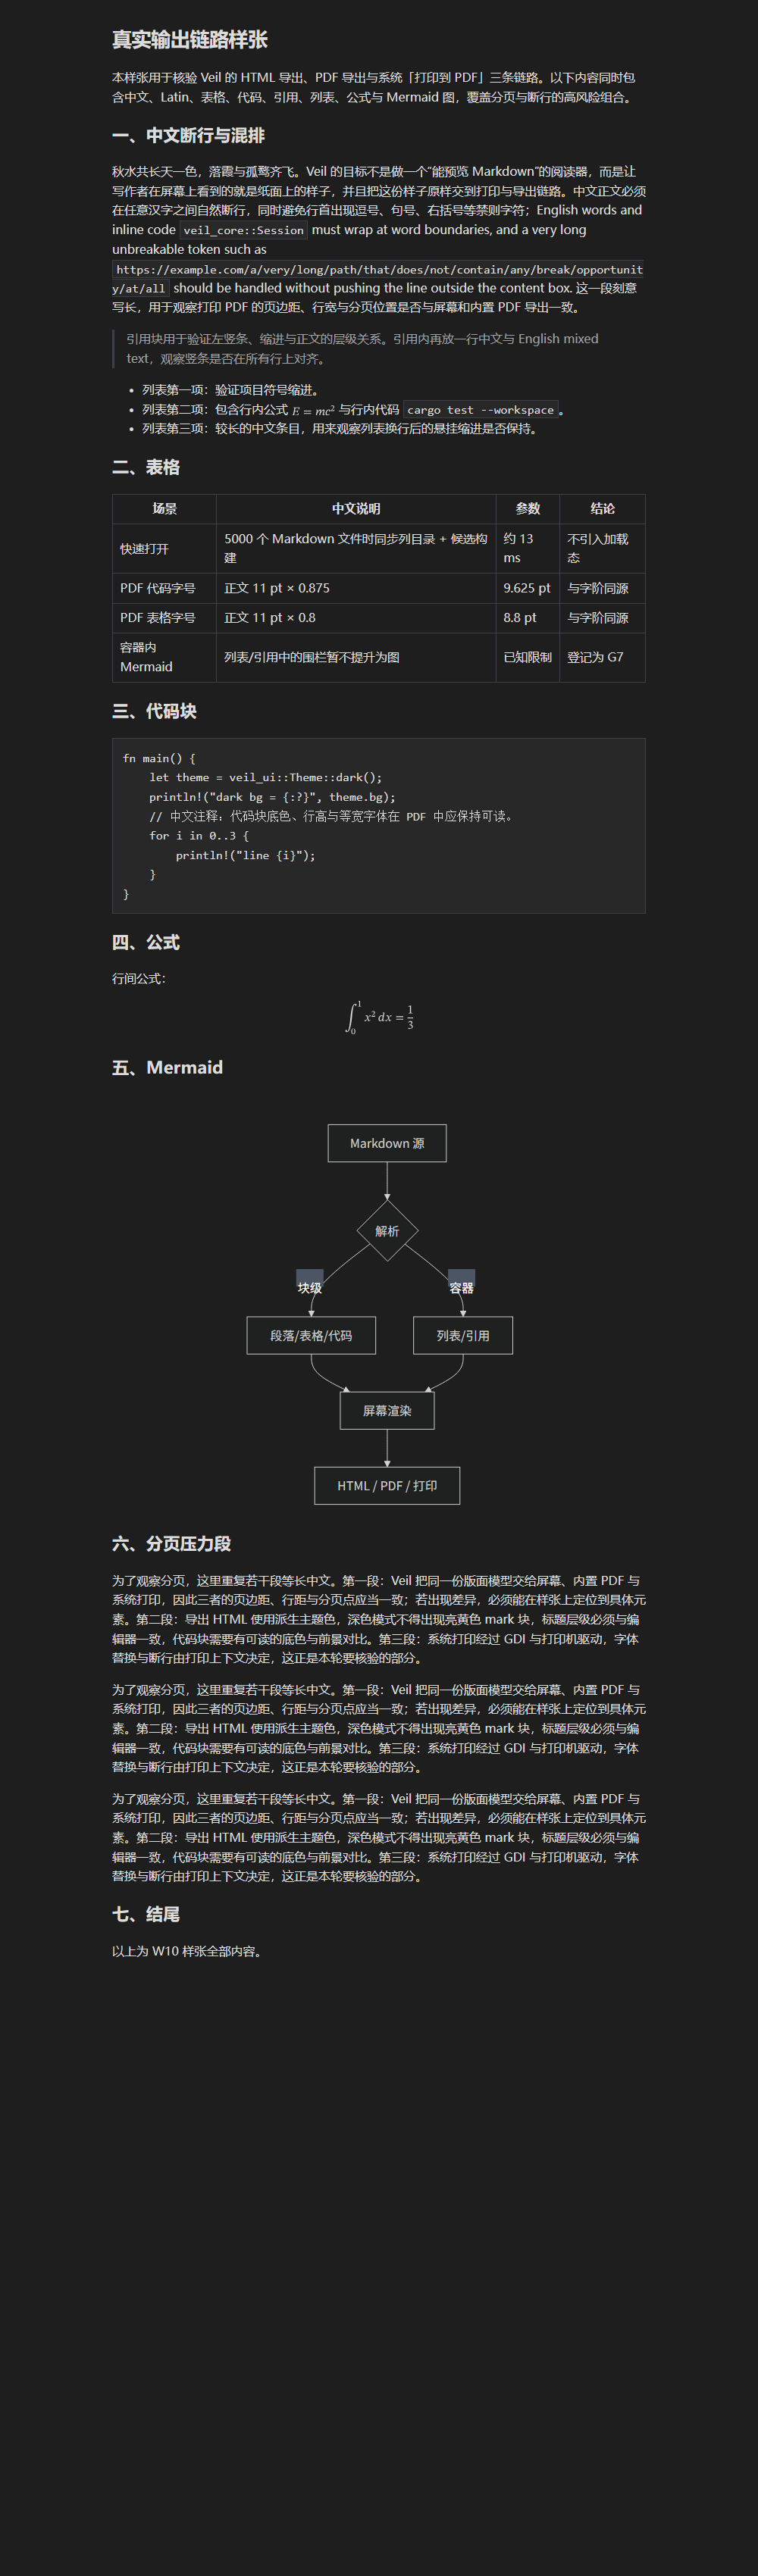 真实输出链路样张
本样张用于核验 Veil 的 HTML 导出、PDF 导出与系统「打印到 PDF」三条链路。以下内容同时包
含中文、Latin、表格、代码、引用、列表、公式与 Mermaid 图，覆盖分页与断行的高风险组合。
一、中文断行与混排
秋水共长天一色，落霞与孤鹜齐飞。Veil 的目标不是做一个“能预览 Markdown”的阅读器，而是让
写作者在屏幕上看到的就是纸面上的样子，并且把这份样子原样交到打印与导出链路。中文正文必须
在任意汉字之间自然断行，同时避免行首出现逗号、句号、右括号等禁则字符；English words and
inline code veil_core::Session must wrap at word boundaries, and a very long
unbreakable token such as
https://example.com/a/very/long/path/that/does/not/contain/any/break/opportunit
y/at/all should be handled without pushing the line outside the content box. 这一段刻意
写长，用于观察打印 PDF 的页边距、行宽与分页位置是否与屏幕和内置 PDF 导出一致。
引用块用于验证左竖条、缩进与正文的层级关系。引用内再放一行中文与 English mixed
text，观察竖条是否在所有行上对齐。
• 列表第一项：验证项目符号缩进。
• 列表第二项：包含行内公式 E = mc² 与行内代码 cargo test --workspace。
• 列表第三项：较长的中文条目，用来观察列表换行后的悬挂缩进是否保持。
二、表格
场景 中文说明 参数 结论
快速打开 5000 个 Markdown 文件时同步列目录 + 候选构建 约 13 ms 不引入加载态
PDF 代码字号 正文 11 pt × 0.875 9.625 pt 与字阶同源
PDF 表格字号 正文 11 pt × 0.8 8.8 pt 与字阶同源
容器内 Mermaid 列表/引用中的围栏暂不提升为图 已知限制 登记为 G7
三、代码块
fn main() {
    let theme = veil_ui::Theme::dark();
    println!("dark bg = {:?}", theme.bg);
    // 中文注释：代码块底色、行高与等宽字体在 PDF 中应保持可读。
    for i in 0..3 {
        println!("line {i}");
    }
}
四、公式
行间公式：
∫₀¹ x² dx = 1/3
五、Mermaid
Markdown 源
解析
块级 容器
段落/表格/代码 列表/引用
屏幕渲染
HTML / PDF / 打印
六、分页压力段
为了观察分页，这里重复若干段等长中文。第一段：Veil 把同一份版面模型交给屏幕、内置 PDF 与
系统打印，因此三者的页边距、行距与分页点应当一致；若出现差异，必须能在样张上定位到具体元
素。第二段：导出 HTML 使用派生主题色，深色模式不得出现亮黄色 mark 块，标题层级必须与编
辑器一致，代码块需要有可读的底色与前景对比。第三段：系统打印经过 GDI 与打印机驱动，字体
替换与断行由打印上下文决定，这正是本轮要核验的部分。
为了观察分页，这里重复若干段等长中文。第一段：Veil 把同一份版面模型交给屏幕、内置 PDF 与
系统打印，因此三者的页边距、行距与分页点应当一致；若出现差异，必须能在样张上定位到具体元
素。第二段：导出 HTML 使用派生主题色，深色模式不得出现亮黄色 mark 块，标题层级必须与编
辑器一致，代码块需要有可读的底色与前景对比。第三段：系统打印经过 GDI 与打印机驱动，字体
替换与断行由打印上下文决定，这正是本轮要核验的部分。
为了观察分页，这里重复若干段等长中文。第一段：Veil 把同一份版面模型交给屏幕、内置 PDF 与
系统打印，因此三者的页边距、行距与分页点应当一致；若出现差异，必须能在样张上定位到具体元
素。第二段：导出 HTML 使用派生主题色，深色模式不得出现亮黄色 mark 块，标题层级必须与编
辑器一致，代码块需要有可读的底色与前景对比。第三段：系统打印经过 GDI 与打印机驱动，字体
替换与断行由打印上下文决定，这正是本轮要核验的部分。
七、结尾
以上为 W10 样张全部内容。